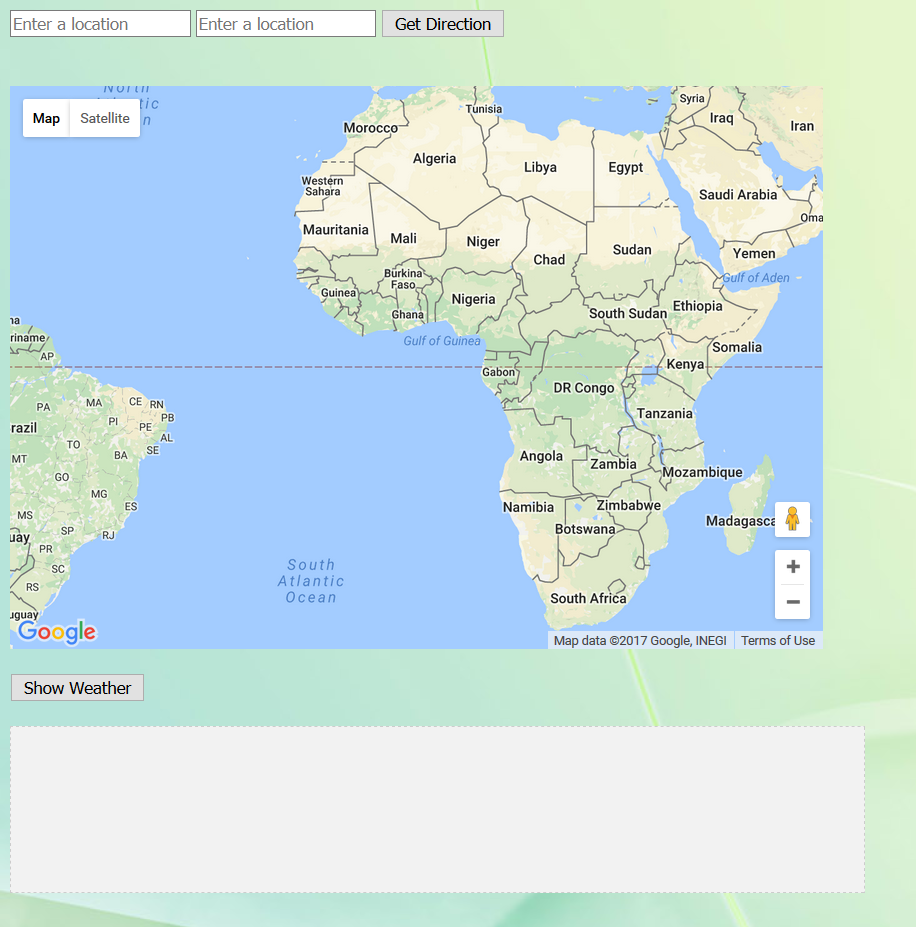 Enter a location Enter a location Get Direction
North
Atlantic
Map Satellite
Tunisia
Syria
Morocco
Iraq
Iran
Algeria
Libya
Egypt
Western
Sahara
Saudi Arabia
Oma
Mauritania
Mali
Niger
Sudan
Chad
Yemen
Burkina
Faso
Gulf of Aden
Guinea
Nigeria
Ethiopia
Ghana
South Sudan
na
riname
Gulf of Guinea
Somalia
AP
Gabon
Kenya
DR Congo
PA
MA
CE
RN
Tanzania
PB
PI
PE
razil
AL
TO
SE
BA
Angola
MT
Zambia
Mozambique
GO
MG
ES
Namibia
Zimbabwe
MS
Madagasca
SP
Botswana
RJ
uay
PR
SC
South
Atlantic
Ocean
RS
South Africa
uguay
Google
Map data ©2017 Google, INEGI Terms of Use
Show Weather